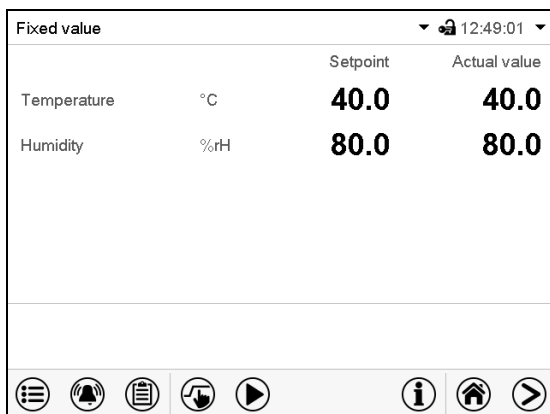 Fixed value 12:49:01
Setpoint Actual value
Temperature °C 40.0 40.0
Humidity %rH 80.0 80.0